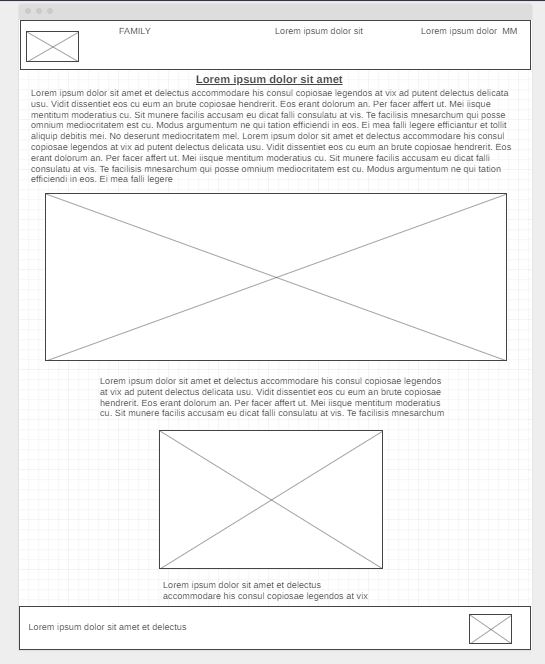 FAMILY
Lorem ipsum dolor sit
Lorem ipsum dolor MM
Lorem ipsum dolor sit amet
Lorem ipsum dolor sit amet et delectus accommodare his consul copiosae legendos at vix ad putent delectus delicata
usu. Vidit dissentiet eos cu eum an brute copiosae hendrerit. Eos erant dolorum an. Per facer affert ut. Mei iisque
mentitum moderatius cu. Sit munere facilis accusam eu dicat falli consulatu at vis. Te facilisis mnesarchum qui posse
omnium mediocritatem est cu. Modus argumentum ne qui tation efficiendi in eos. Ei mea falli legere efficiantur et tollit
aliquip debitis mei. No deserunt mediocritatem mel. Lorem ipsum dolor sit amet et delectus accommodare his consul
copiosae legendos at vix ad putent delectus delicata usu. Vidit dissentiet eos cu eum an brute copiosae hendrerit. Eos
erant dolorum an. Per facer affert ut. Mei iisque mentitum moderatius cu. Sit munere facilis accusam eu dicat falli
consulatu at vis. Te facilisis mnesarchum qui posse omnium mediocritatem est cu. Modus argumentum ne qui tation
efficiendi in eos. Ei mea falli legere
Lorem ipsum dolor sit amet et delectus accommodare his consul copiosae legendos
at vix ad putent delectus delicata usu. Vidit dissentiet eos cu eum an brute copiosae
hendrerit. Eos erant dolorum an. Per facer affert ut. Mei iisque mentitum moderatius
cu. Sit munere facilis accusam eu dicat falli consulatu at vis. Te facilisis mnesarchum
Lorem ipsum dolor sit amet et delectus
accommodare his consul copiosae legendos at vix
Lorem ipsum dolor sit amet et delectus